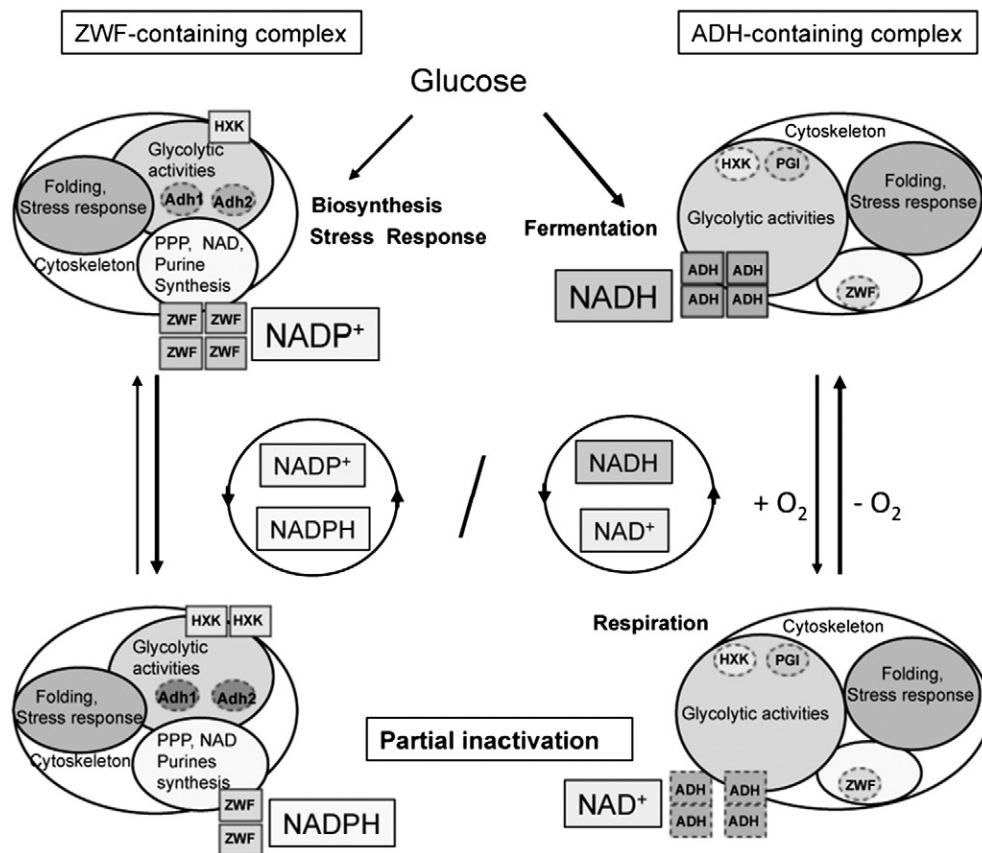 ZWF-containing complex
ADH-containing complex
Glucose
HXK
Glycolytic
activities
Adh1 Adh2
Folding,
Stress response
PPP, NAD,
Purine
Synthesis
Cytoskeleton
ZWF ZWF
ZWF ZWF
NADP⁺
Biosynthesis
Stress Response
Fermentation
Cytoskeleton
HXK PGI
Glycolytic activities
Folding,
Stress response
ADH ADH
ADH ADH
ZWF
NADH
NADP⁺
NADPH
/
NADH
NAD⁺
+ O₂
- O₂
HXK HXK
Glycolytic
activities
Adh1 Adh2
Folding,
Stress response
PPP, NAD
Purines
synthesis
Cytoskeleton
ZWF
ZWF
NADPH
Partial inactivation
Respiration
Cytoskeleton
HXK PGI
Glycolytic activities
Folding,
Stress response
ZWF
NAD⁺
ADH ADH
ADH ADH